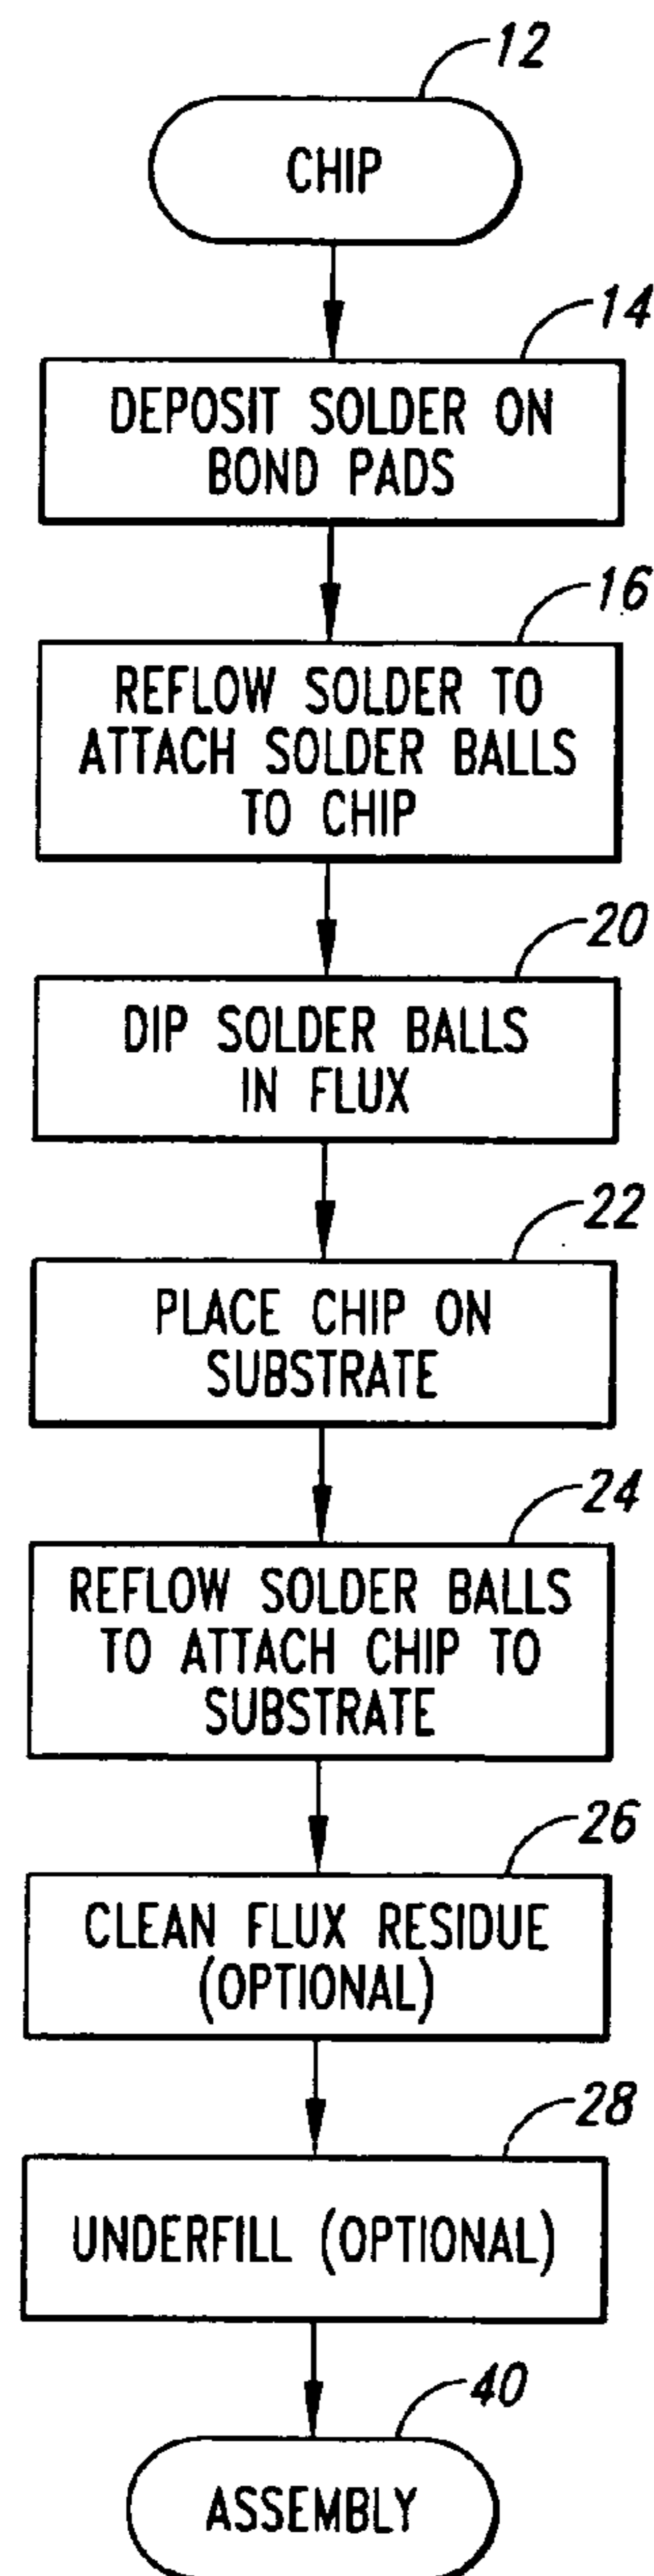 12
CHIP
14
DEPOSIT SOLDER ON
BOND PADS
16
REFLOW SOLDER TO
ATTACH SOLDER BALLS
TO CHIP
20
DIP SOLDER BALLS
IN FLUX
22
PLACE CHIP ON
SUBSTRATE
24
REFLOW SOLDER BALLS
TO ATTACH CHIP TO
SUBSTRATE
26
CLEAN FLUX RESIDUE
(OPTIONAL)
28
UNDERFILL (OPTIONAL)
40
ASSEMBLY